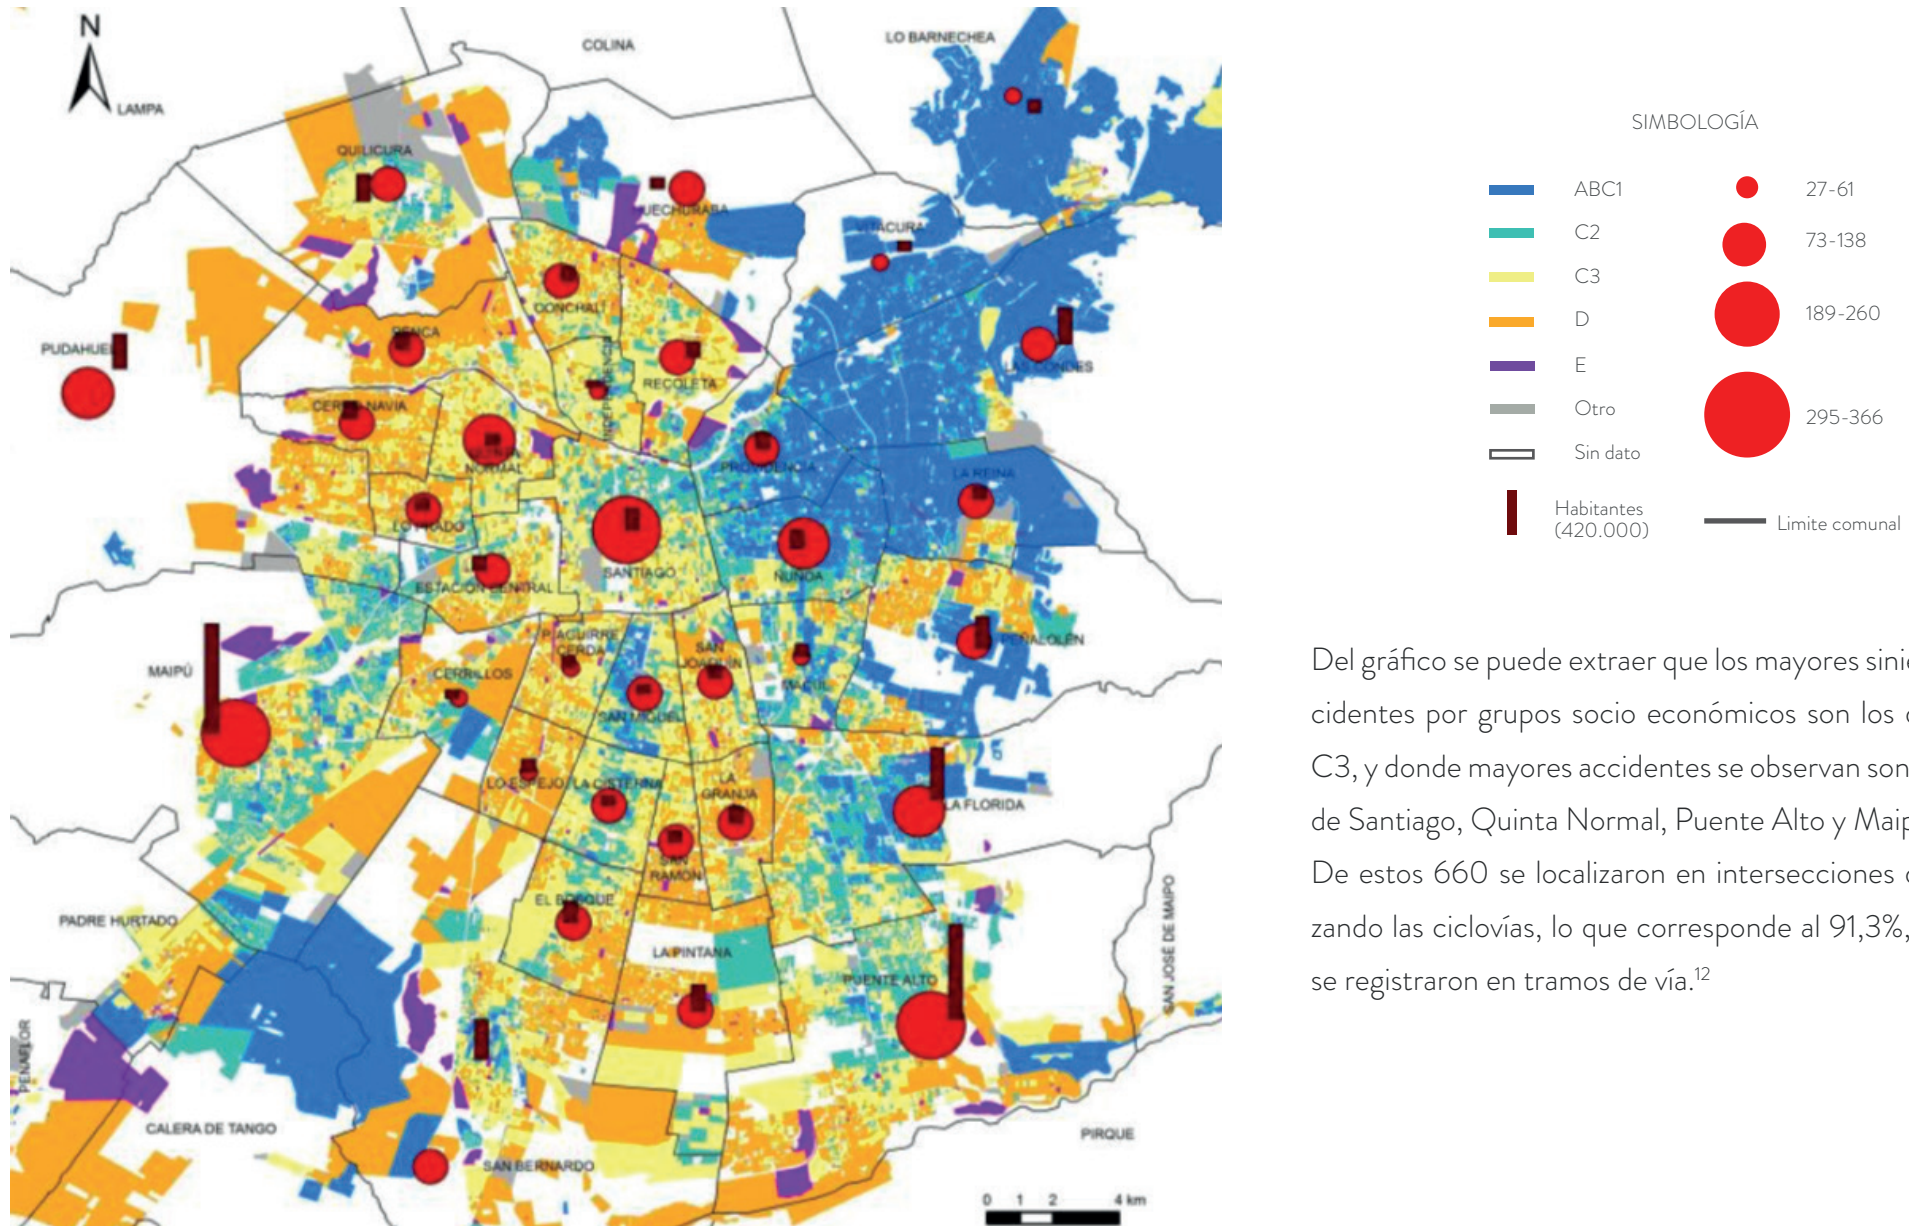 N
LAMPA
COLINA
LO BARNECHEA
QUILICURA
HUECHURABA
VITACURA
CONCHALÍ
RENCA
PUDAHUEL
INDEPENDENCIA
RECOLETA
LAS CONDES
CERRO NAVIA
NORMAL
PROVIDENCIA
LA REINA
LO PRADO
ESTACIÓN CENTRAL
SANTIAGO
ÑUÑOA
MAIPÚ
P. AGUIRRE
CERDA
SAN
JOAQUÍN
PEÑALOLÉN
CERRILLOS
MACUL
SAN MIGUEL
LO ESPEJO
LA CISTERNA
LA
GRANJA
LA FLORIDA
SAN
RAMÓN
EL BOSQUE
PADRE HURTADO
LA PINTANA
PUENTE ALTO
SAN JOSÉ DE MAIPO
PEÑAFLOR
CALERA DE TANGO
SAN BERNARDO
PIRQUE
0 1 2 4 km
SIMBOLOGÍA
ABC1
C2
C3
D
E
Otro
Sin dato
Habitantes
(420.000)
27-61
73-138
189-260
295-366
Limite comunal
Del gráfico se puede extraer que los mayores
cidentes por grupos socio económicos son los
C3, y donde mayores accidentes se observan son
de Santiago, Quinta Normal, Puente Alto y
De estos 660 se localizaron en intersecciones
zando las ciclovías, lo que corresponde al 91,3%,
se registraron en tramos de vía.12